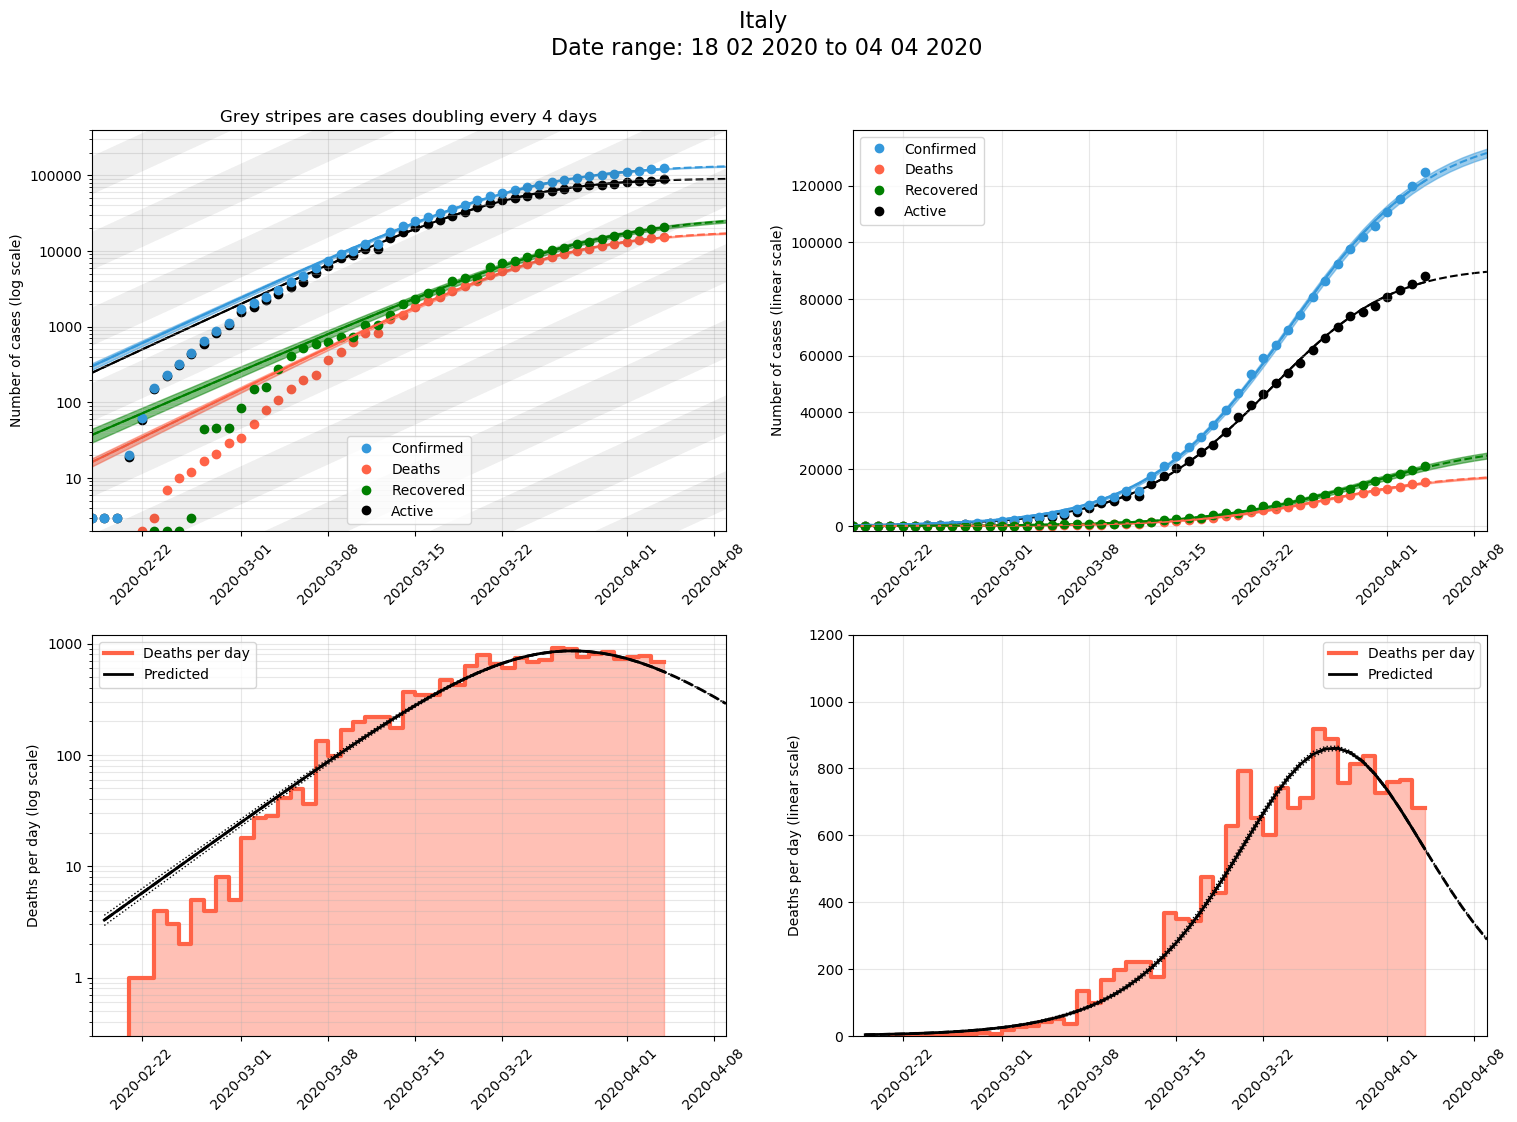 Italy
Date range: 18 02 2020 to 04 04 2020
Grey stripes are cases doubling every 4 days
Number of cases (log scale)
100000
10000
1000
100
10
Confirmed
Deaths
Recovered
Active
2020-02-22
2020-03-01
2020-03-08
2020-03-15
2020-03-22
2020-04-01
2020-04-08
Number of cases (linear scale)
120000
100000
80000
60000
40000
20000
0
Confirmed
Deaths
Recovered
Active
2020-02-22
2020-03-01
2020-03-08
2020-03-15
2020-03-22
2020-04-01
2020-04-08
Deaths per day (log scale)
1000
100
10
1
Deaths per day
Predicted
2020-02-22
2020-03-01
2020-03-08
2020-03-15
2020-03-22
2020-04-01
2020-04-08
Deaths per day (linear scale)
1200
1000
800
600
400
200
0
Deaths per day
Predicted
2020-02-22
2020-03-01
2020-03-08
2020-03-15
2020-03-22
2020-04-01
2020-04-08